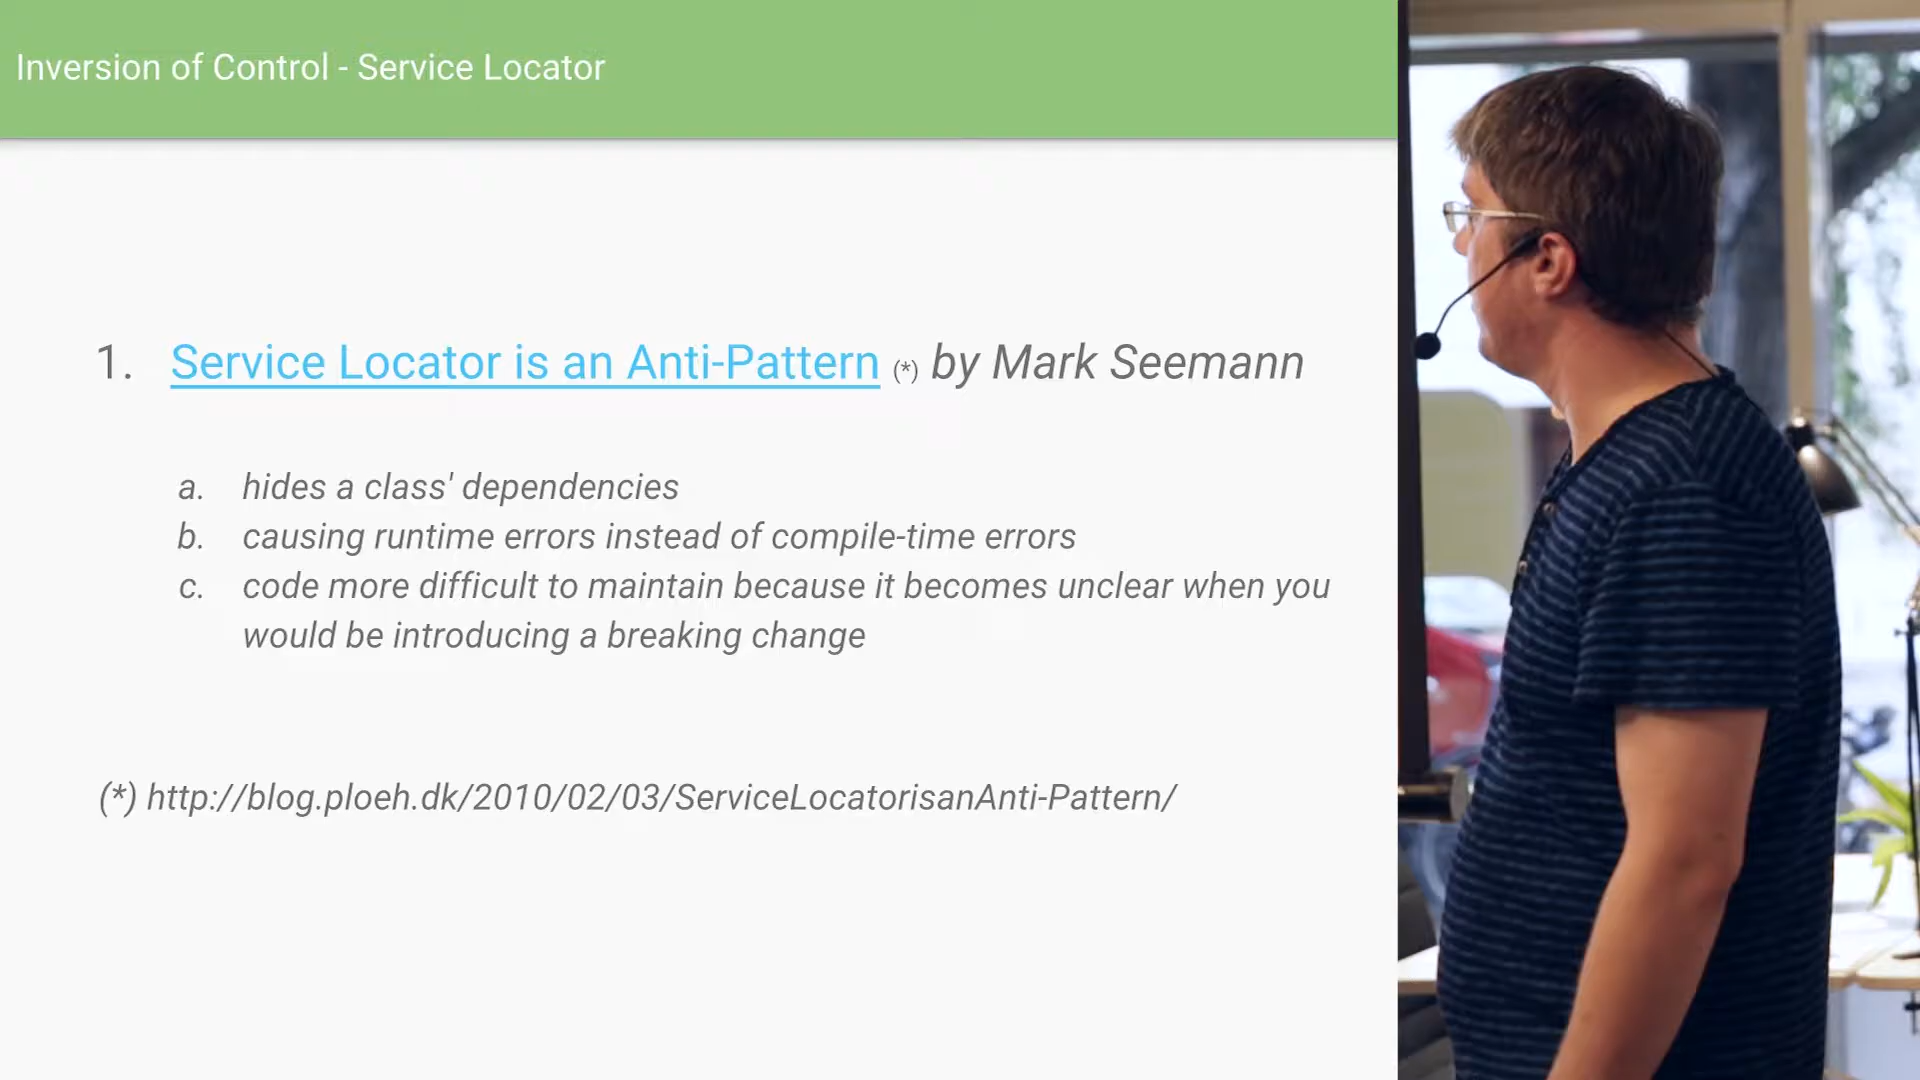 Inversion of Control - Service Locator
1. Service Locator is an Anti-Pattern (*) by Mark Seemann
a. hides a class' dependencies
b. causing runtime errors instead of compile-time errors
c. code more difficult to maintain because it becomes unclear when you
would be introducing a breaking change
(*) http://blog.ploeh.dk/2010/02/03/ServiceLocatorisanAnti-Pattern/